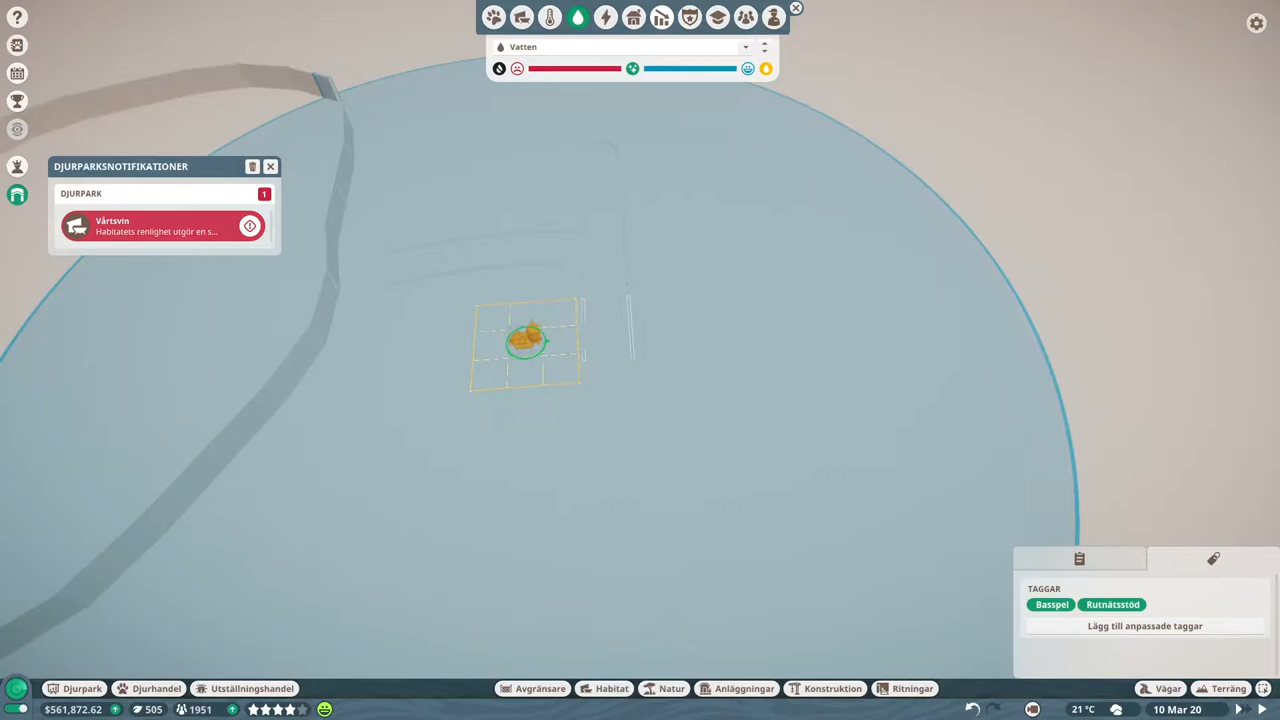 Vatten
DJURPARKSNOTIFIKATIONER
DJURPARK
1
Vårtsvin
Habitatets renlighet utgör en s...
TAGGAR
Basspel
Rutnätsstöd
Lägg till anpassade taggar
Djurpark
Djurhandel
Utställningshandel
Avgränsare
Habitat
Natur
Anläggningar
Konstruktion
Ritningar
Vägar
Terräng
$561,872.62
505
1951
21 °C
10 Mar 20